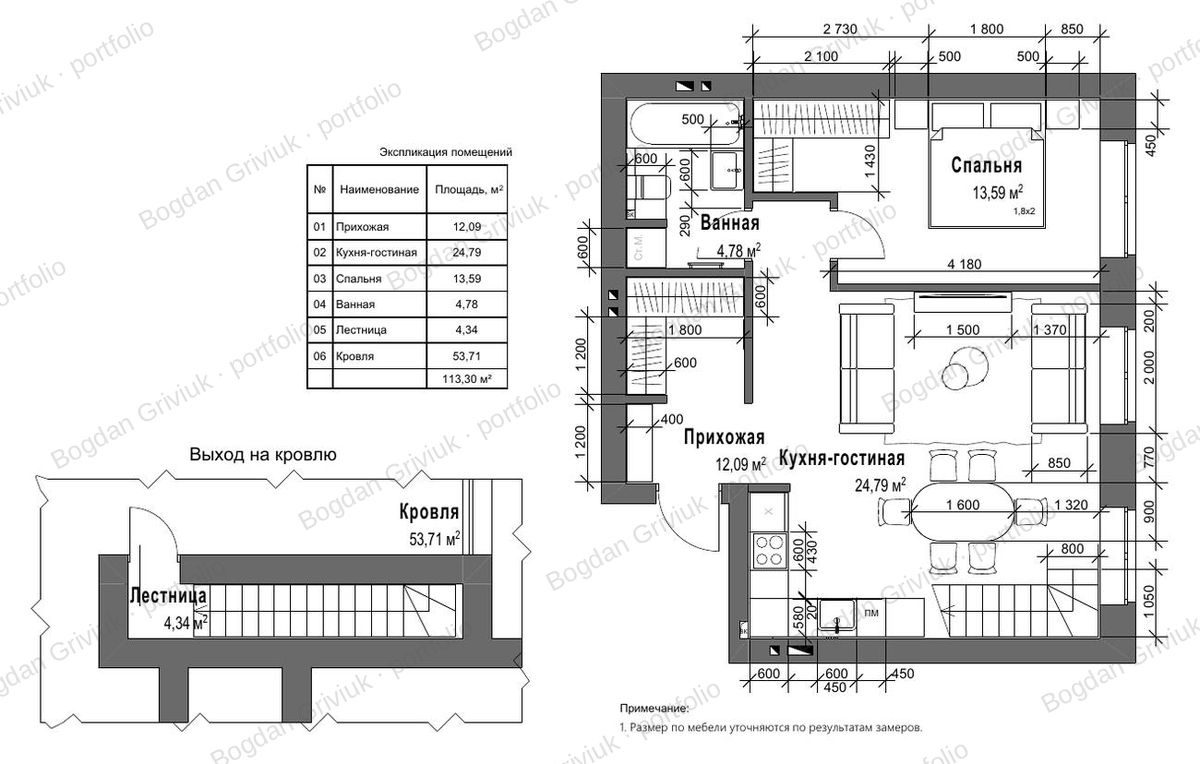 Bogdan Griviuk · portfolio
2 730
1 800
850
2 100
500
500
Экспликация помещений
№ Наименование Площадь, м²
01 Прихожая 12,09
02 Кухня-гостиная 24,79
03 Спальня 13,59
04 Ванная 4,78
05 Лестница 4,34
06 Кровля 53,71
113,30 м²
500
600
600
290
600
Ст.М.
Ванная
4,78 м²
1 430
Спальня
13,59 м²
1,8х2
450
4 180
600
1 800
600
1 200
400
1 200
Прихожая
12,09 м²
1 500
1 370
200
2 000
770
900
1 050
Кухня-гостиная
24,79 м²
850
1 600
1 320
800
Х
600
430
580
20
ПМ
ВК
600
600
450
450
Выход на кровлю
Кровля
53,71 м²
Лестница
4,34 м²
Примечание:
1. Размер по мебели уточняются по результатам замеров.